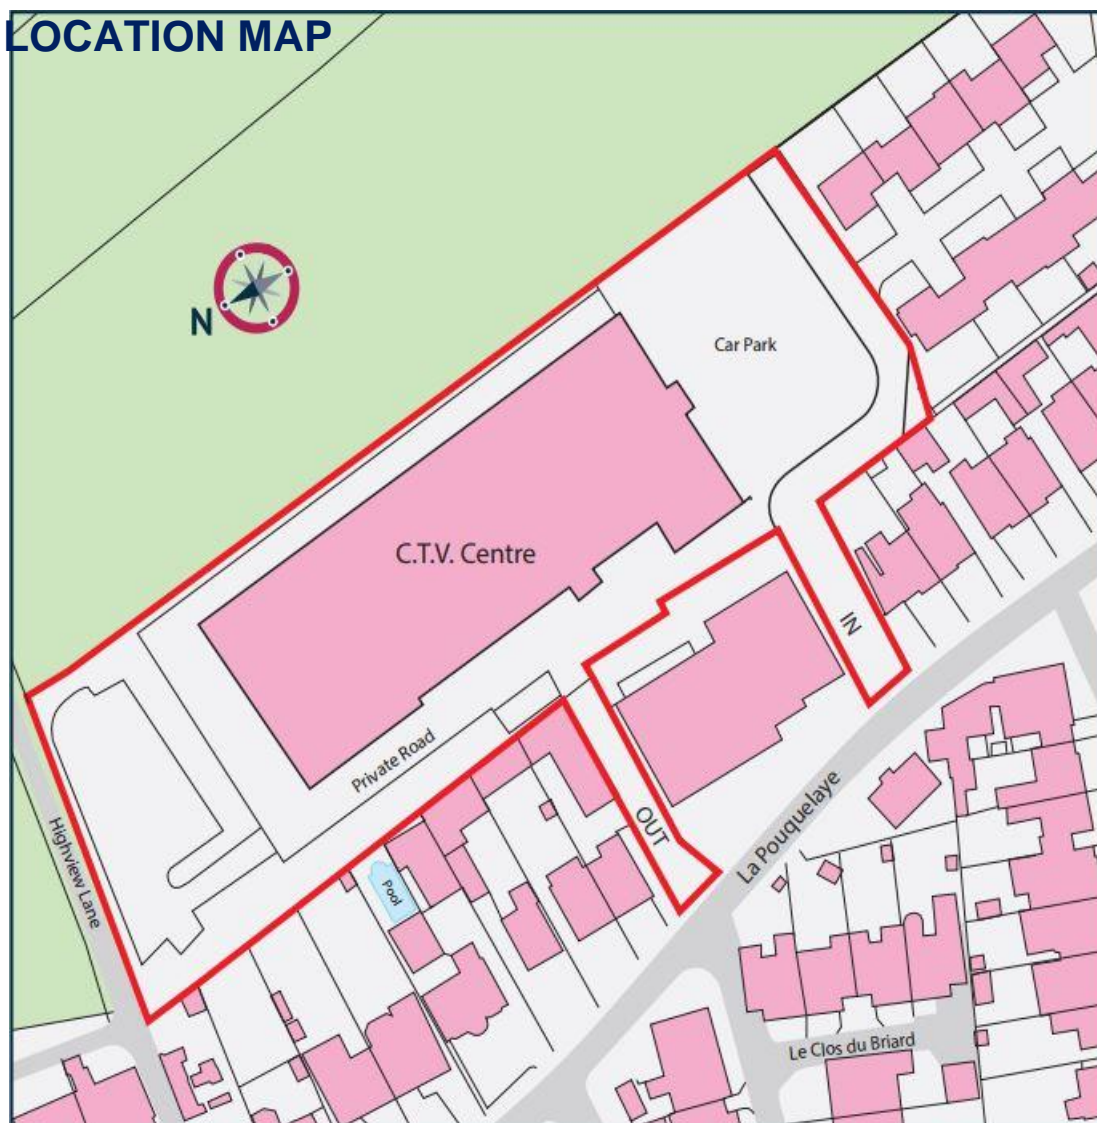 LOCATION MAP
N
Car Park
C.T.V. Centre
IN
Private Road
OUT
La Pouquelaye
Highview Lane
Pool
Le Clos du Briard